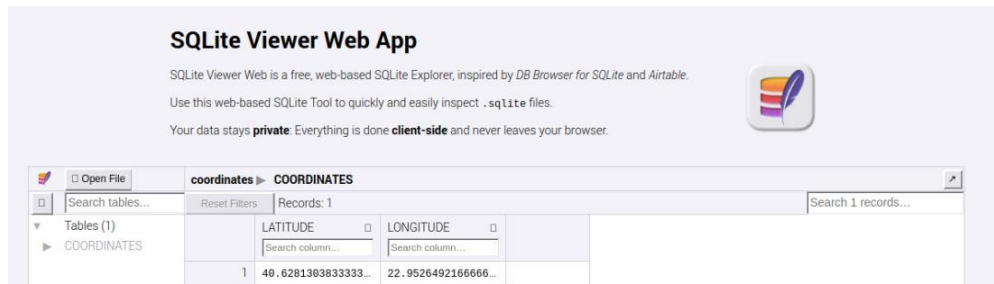 SQLite Viewer Web App
SQLite Viewer Web is a free, web-based SQLite Explorer, inspired by DB Browser for SQLite and Airtable.
Use this web-based SQLite Tool to quickly and easily inspect .sqlite files.
Your data stays private: Everything is done client-side and never leaves your browser.
Open File
coordinates ▶ COORDINATES
Search tables...
Reset Filters
Records: 1
Search 1 records...
Tables (1)
LATITUDE
LONGITUDE
COORDINATES
Search column...
Search column...
1 40.6281303833333… 22.9526492166666…